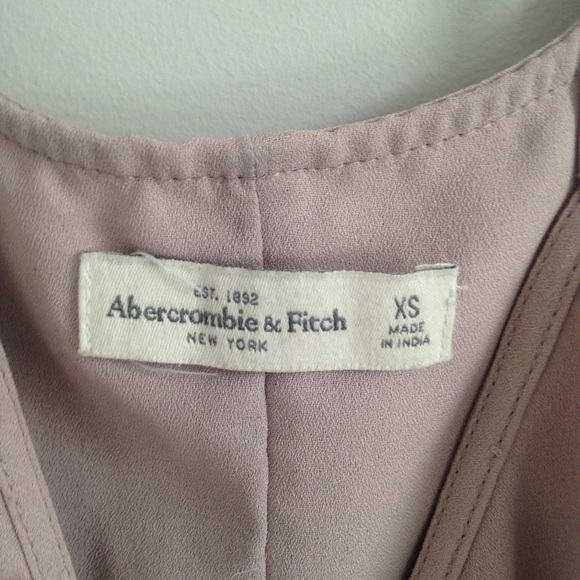 EST. 1892
Abercrombie & Fitch
NEW YORK
XS
MADE
IN INDIA